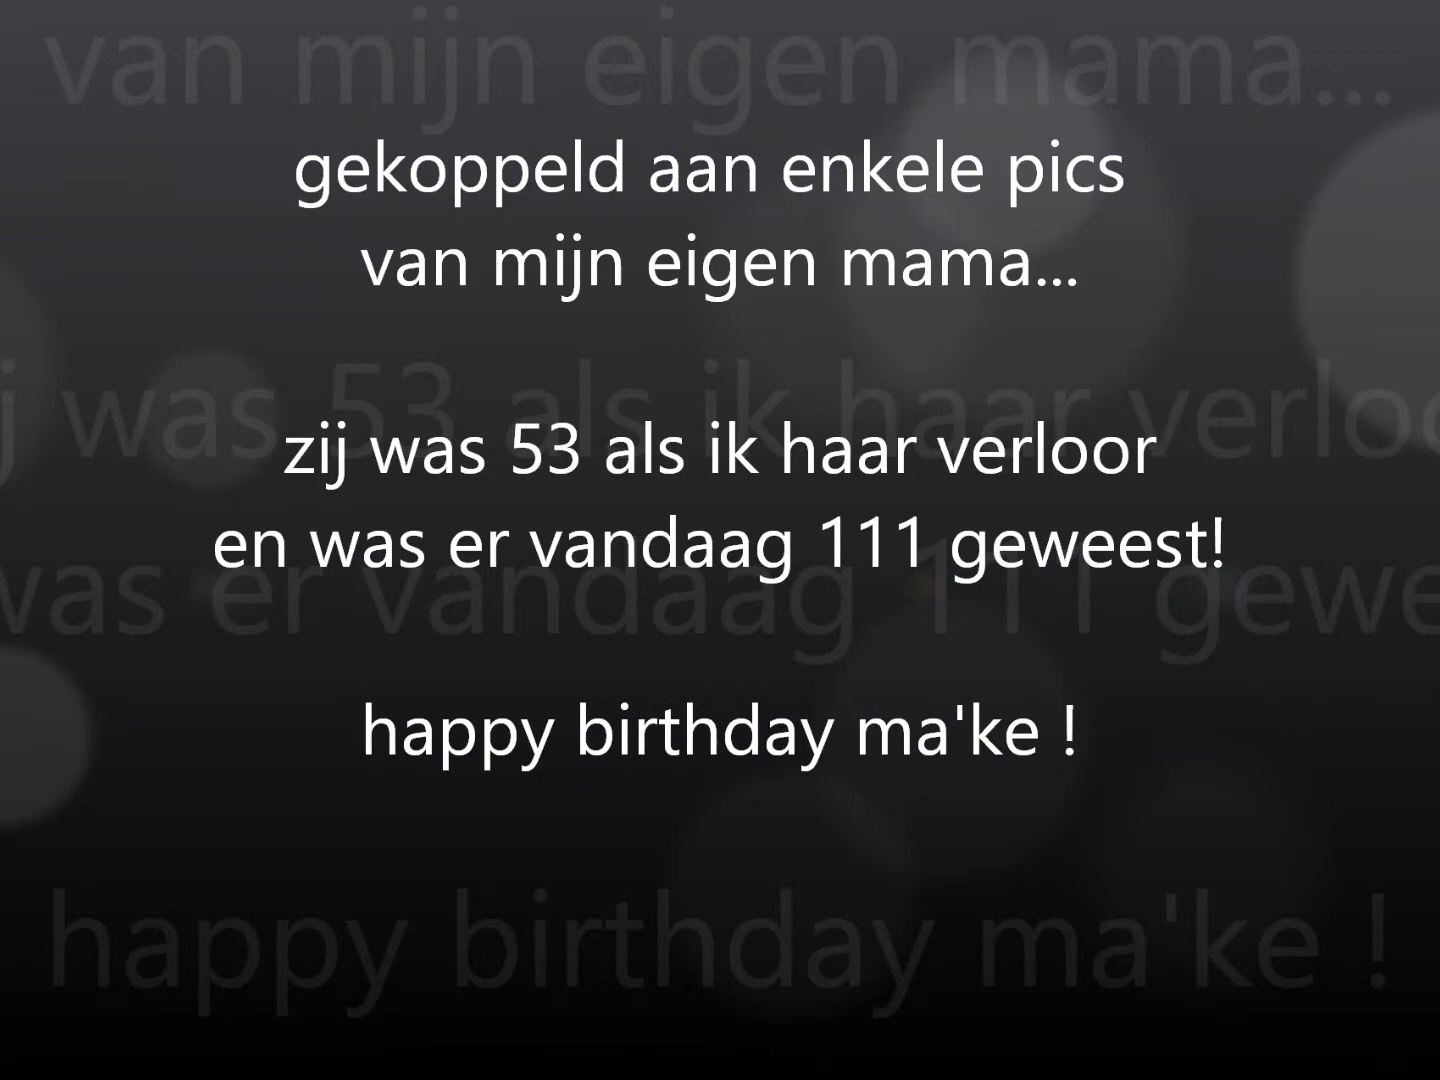 gekoppeld aan enkele pics
van mijn eigen mama...
zij was 53 als ik haar verloor
en was er vandaag 111 geweest!
happy birthday ma'ke !